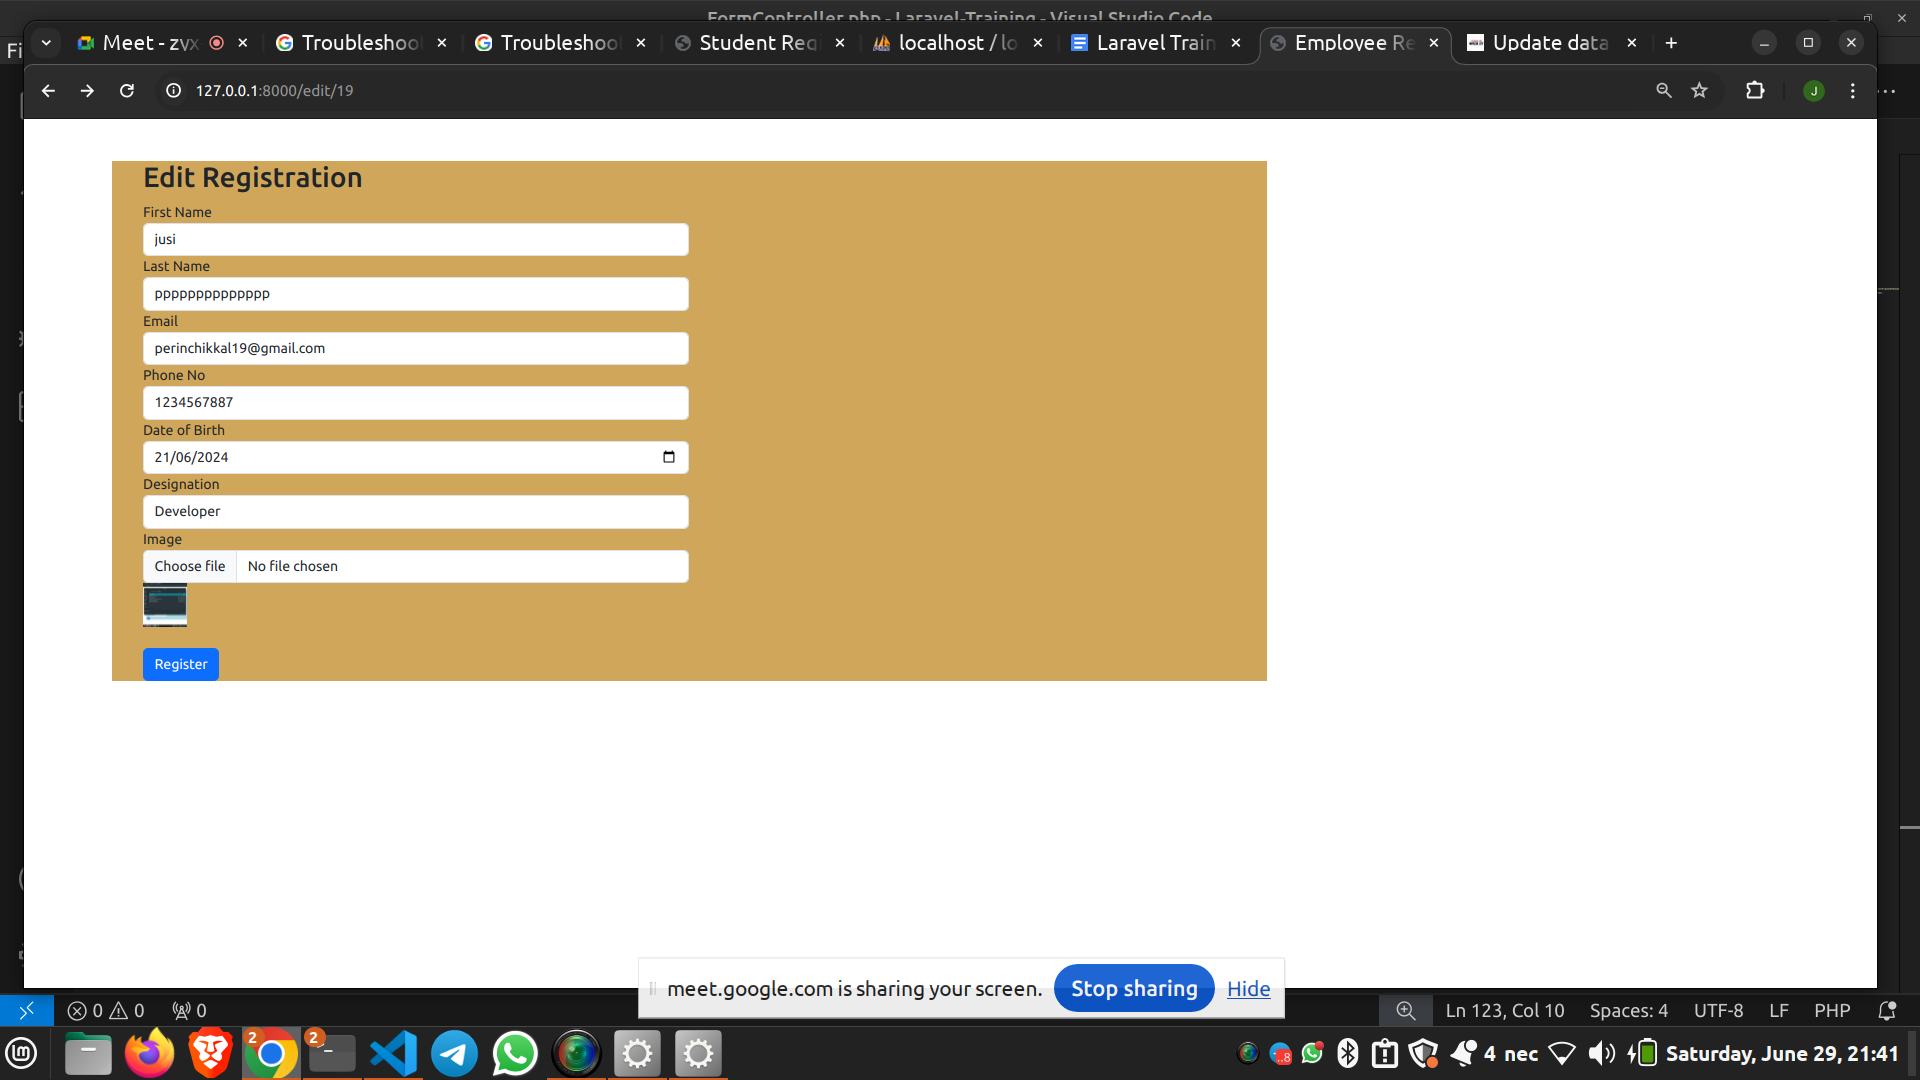 FormController.php - Laravel-Training - Visual Studio Code
Fi
Meet - zyx
Troubleshoo
Troubleshoo
Student Reg
localhost / lo
Laravel Train
Employee Re
Update data
127.0.0.1:8000/edit/19
J
Edit Registration
First Name
jusi
Last Name
pppppppppppppp
Email
perinchikkal19@gmail.com
Phone No
1234567887
Date of Birth
21/06/2024
Designation
Developer
Image
Choose file
No file chosen
Register
meet.google.com is sharing your screen.
Stop sharing
Hide
0
0
0
Ln 123, Col 10
Spaces: 4
UTF-8
LF
PHP
2
2
..8
4 nec
Saturday, June 29, 21:41